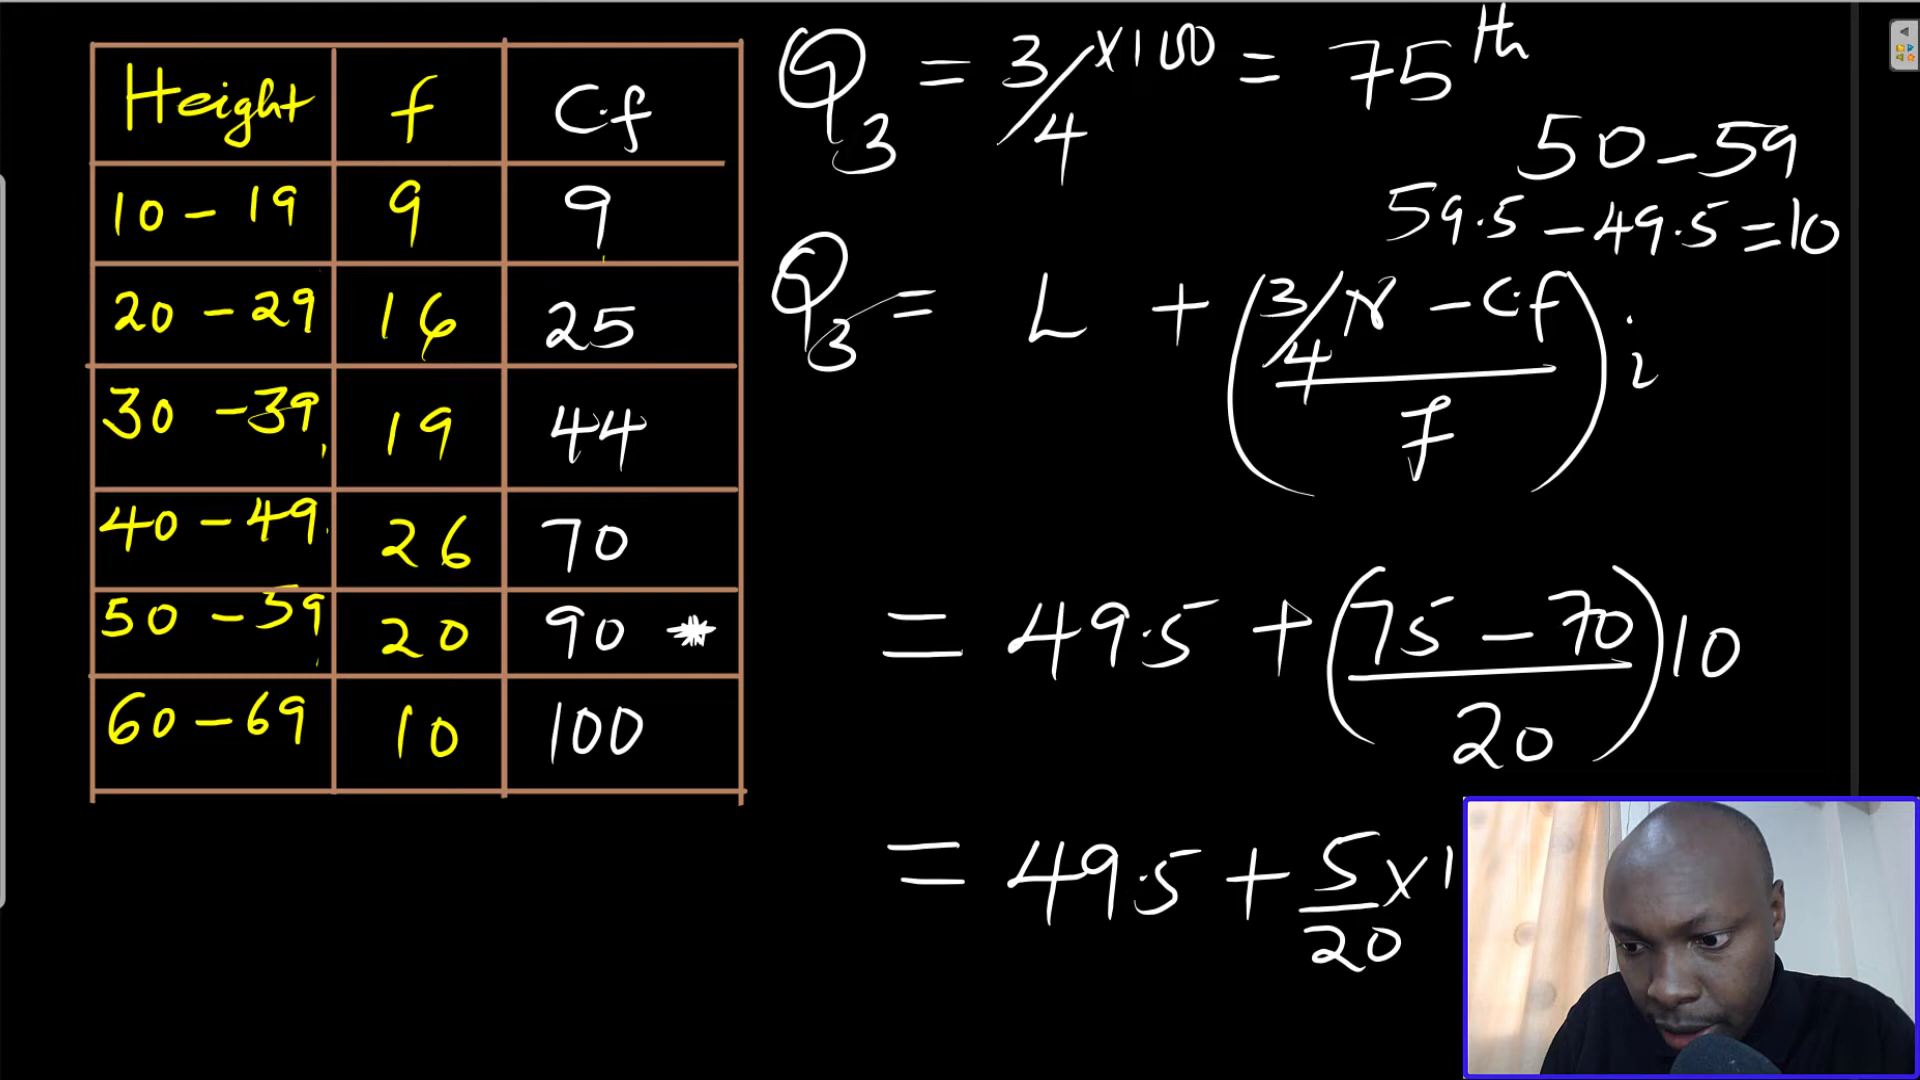 Height f C.f
10 - 19 9 9
20 - 29 16 25
30 - 39 19 44
40 - 49 26 70
50 - 59 20 90 *
60 - 69 10 100
Q3 = 3/4 x100 = 75th
50 - 59
59.5 - 49.5 = 10
Q3 = L + (3/4 N - C.f / f) i
= 49.5 + (75 - 70 / 20) 10
= 49.5 + 5/20 x1